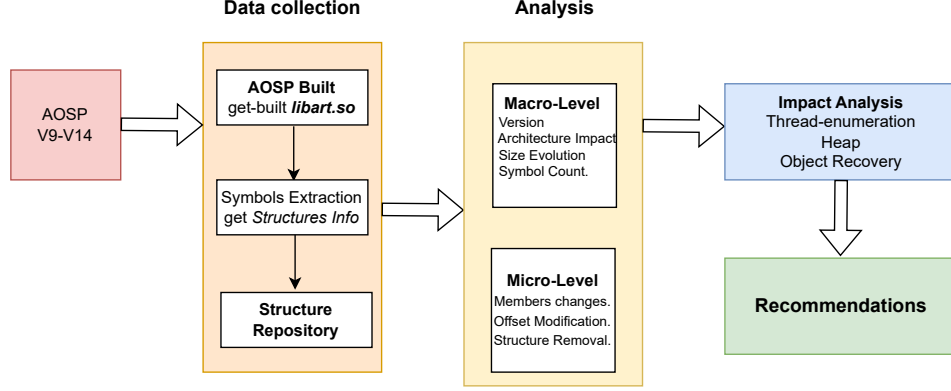 Data collection
Analysis
AOSP
V9-V14
AOSP Built
get-built libart.so
Symbols Extraction
get Structures Info
Structure
Repository
Macro-Level
Version
Architecture Impact
Size Evolution
Symbol Count.
Micro-Level
Members changes.
Offset Modification.
Structure Removal.
Impact Analysis
Thread-enumeration
Heap
Object Recovery
Recommendations